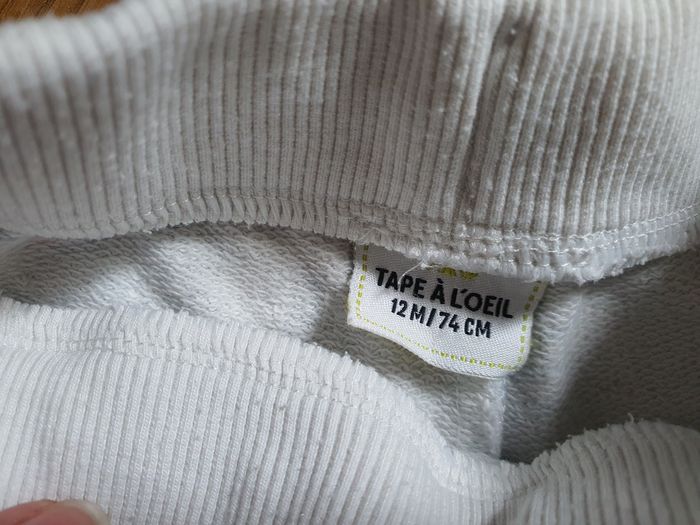 TAPE À L'OEIL
12 M / 74 CM